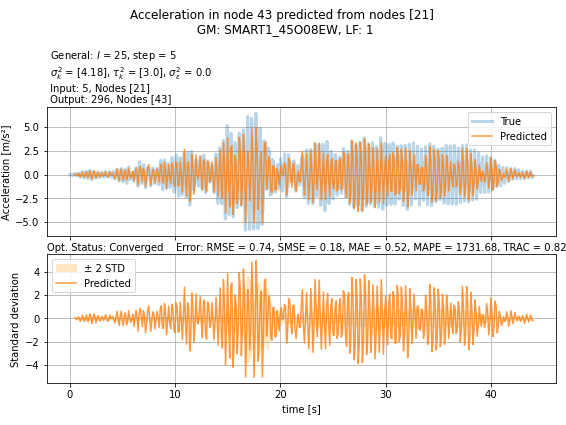 Acceleration in node 43 predicted from nodes [21]
GM: SMART1_45O08EW, LF: 1
General: l = 25, step = 5
σ²ₖ = [4.18], τ²ₖ = [3.0], σ²ε = 0.0
Input: 5, Nodes [21]
Output: 296, Nodes [43]
Acceleration [m/s²]
5.0
2.5
0.0
−2.5
−5.0
True
Predicted
Opt. Status: Converged Error: RMSE = 0.74, SMSE = 0.18, MAE = 0.52, MAPE = 1731.68, TRAC = 0.82
Standard deviation
4
2
0
−2
−4
± 2 STD
Predicted
0 10 20 30 40
time [s]